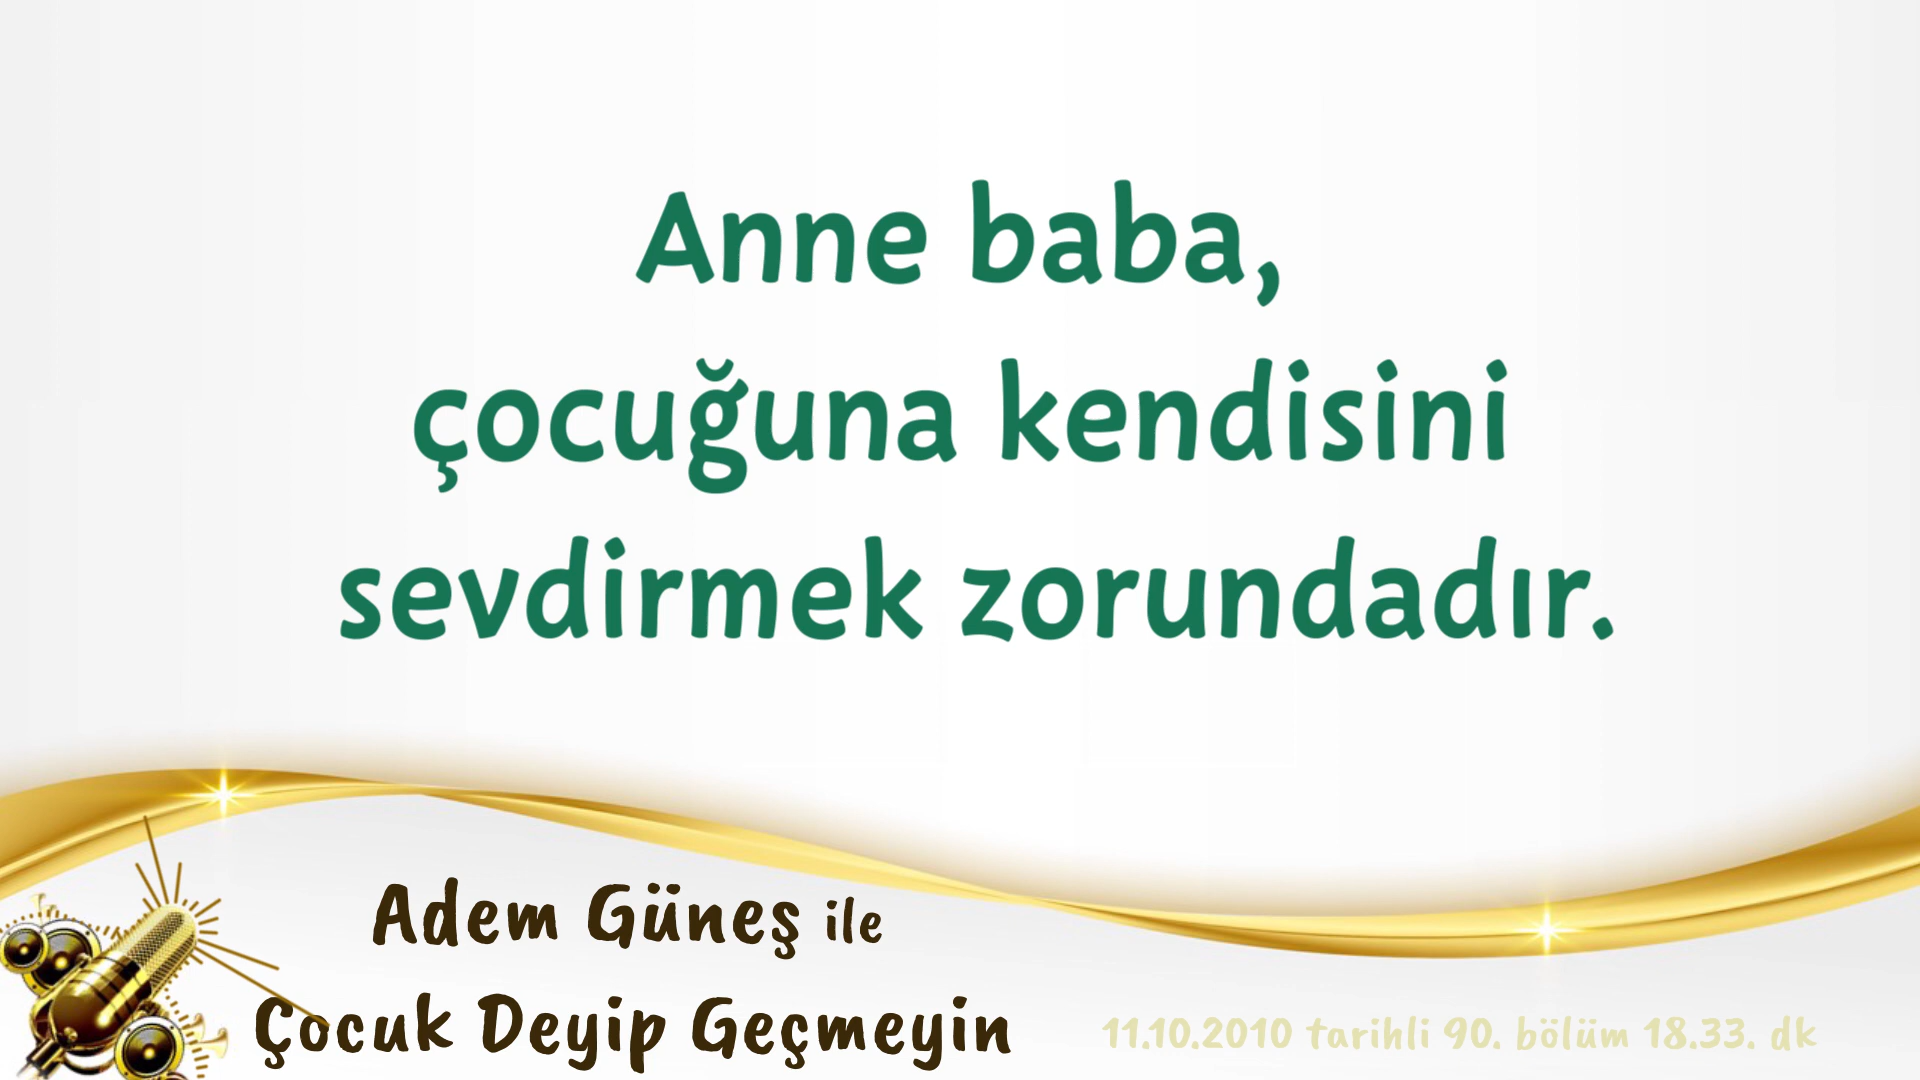 Anne baba,
çocuğuna kendisini
sevdirmek zorundadır.
Adem Güneş ile
Çocuk Deyip Geçmeyin
11.10.2010 tarihli 90. bölüm 18.33. dk